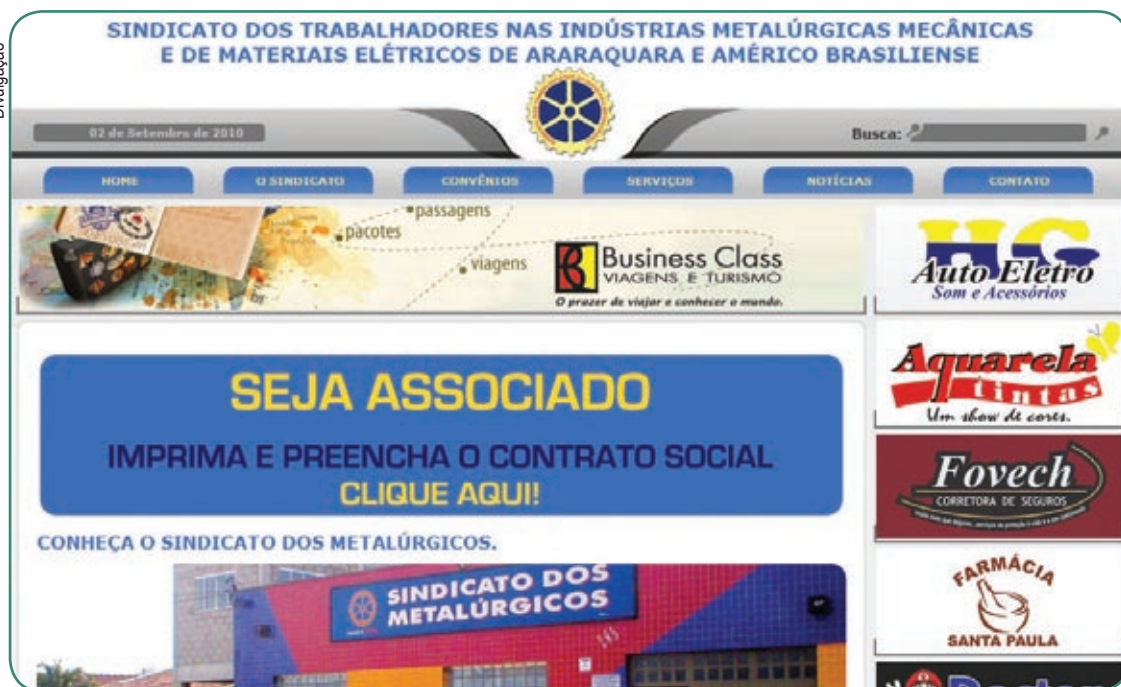 Divulgação
SINDICATO DOS TRABALHADORES NAS INDÚSTRIAS METALÚRGICAS MECÂNICAS
E DE MATERIAIS ELÉTRICOS DE ARARAQUARA E AMÉRICO BRASILIENSE
02 de Setembro de 2010
Busca:
HOME
O SINDICATO
CONVÊNIOS
SERVIÇOS
NOTÍCIAS
CONTATO
passagens
pacotes
viagens
Business Class
VIAGENS E TURISMO
O prazer de viajar e conhecer o mundo.
HG
Auto Eletro
Som e Acessórios
SEJA ASSOCIADO
IMPRIMA E PREENCHA O CONTRATO SOCIAL
CLIQUE AQUI!
Aquarela
tintas
Um show de cores.
Fovech
CORRETORA DE SEGUROS
CONHEÇA O SINDICATO DOS METALÚRGICOS.
SINDICATO DOS
METALÚRGICOS
FARMÁCIA
SANTA PAULA